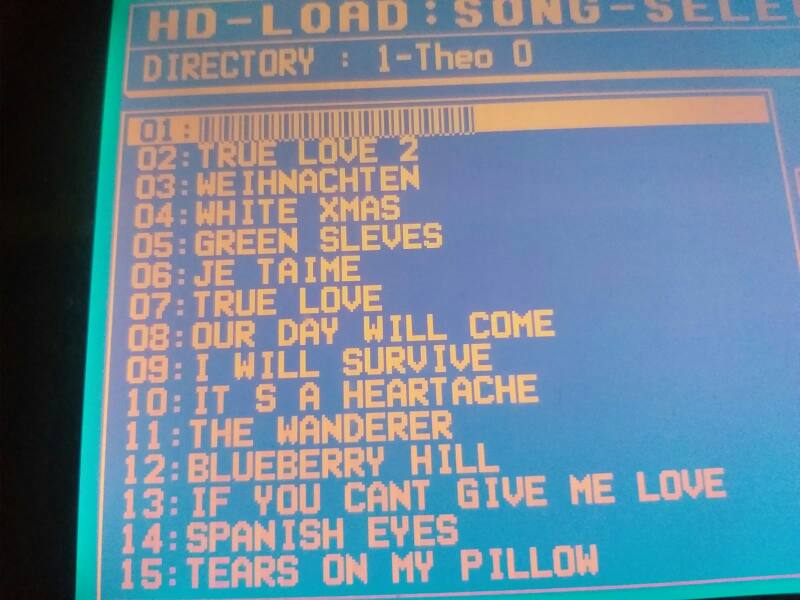 HD-LOAD:SONG-SELE
DIRECTORY : 1-Theo 0
01:
02:TRUE LOVE 2
03:WEIHNACHTEN
04:WHITE XMAS
05:GREEN SLEVES
06:JE TAIME
07:TRUE LOVE
08:OUR DAY WILL COME
09:I WILL SURVIVE
10:IT S A HEARTACHE
11:THE WANDERER
12:BLUEBERRY HILL
13:IF YOU CANT GIVE ME LOVE
14:SPANISH EYES
15:TEARS ON MY PILLOW